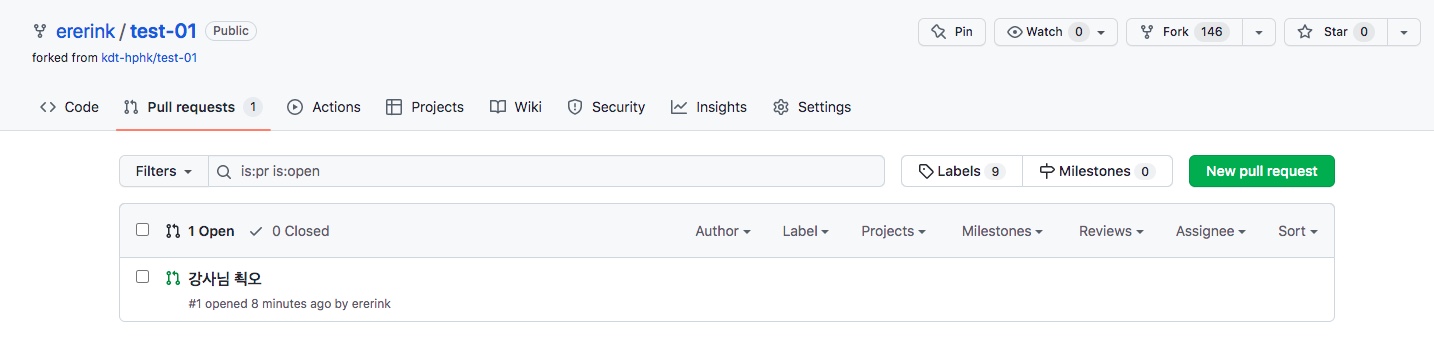 ererink / test-01 Public
Pin Watch 0 Fork 146 Star 0
forked from kdt-hphk/test-01
Code Pull requests 1 Actions Projects Wiki Security Insights Settings
Filters is:pr is:open Labels 9 Milestones 0 New pull request
1 Open 0 Closed Author Label Projects Milestones Reviews Assignee Sort
강사님 쵝오
#1 opened 8 minutes ago by ererink